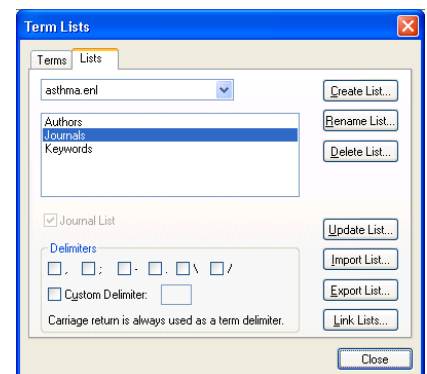 Term Lists
Terms Lists
asthma.enl
Create List...
Authors
Journals
Keywords
Rename List...
Delete List...
Journal List
Update List...
Delimiters
, ; - . \ /
Import List...
Custom Delimiter:
Export List...
Carriage return is always used as a term delimiter.
Link Lists...
Close